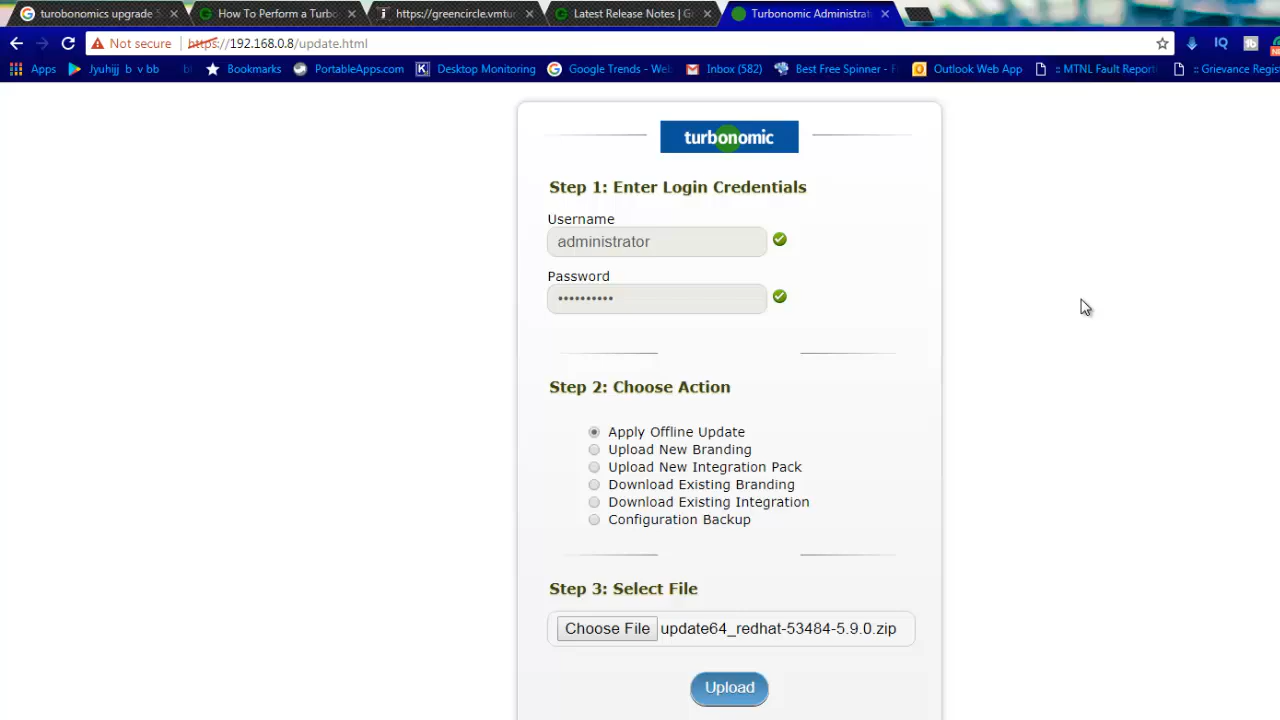 turobonomics upgrade 5
How To Perform a Turbo
https://greencircle.vmtur
Latest Release Notes | G
Turbonomic Administrat
Not secure | https://192.168.0.8/update.html
Apps
Jyuhijj b v bb
Bookmarks
PortableApps.com
Desktop Monitoring
Google Trends - Web
Inbox (582)
Best Free Spinner - F
Outlook Web App
:: MTNL Fault Report
:: Grievance Regis
turbonomic
Step 1: Enter Login Credentials
Username
administrator
Password
••••••••••
Step 2: Choose Action
Apply Offline Update
Upload New Branding
Upload New Integration Pack
Download Existing Branding
Download Existing Integration
Configuration Backup
Step 3: Select File
Choose File update64_redhat-53484-5.9.0.zip
Upload